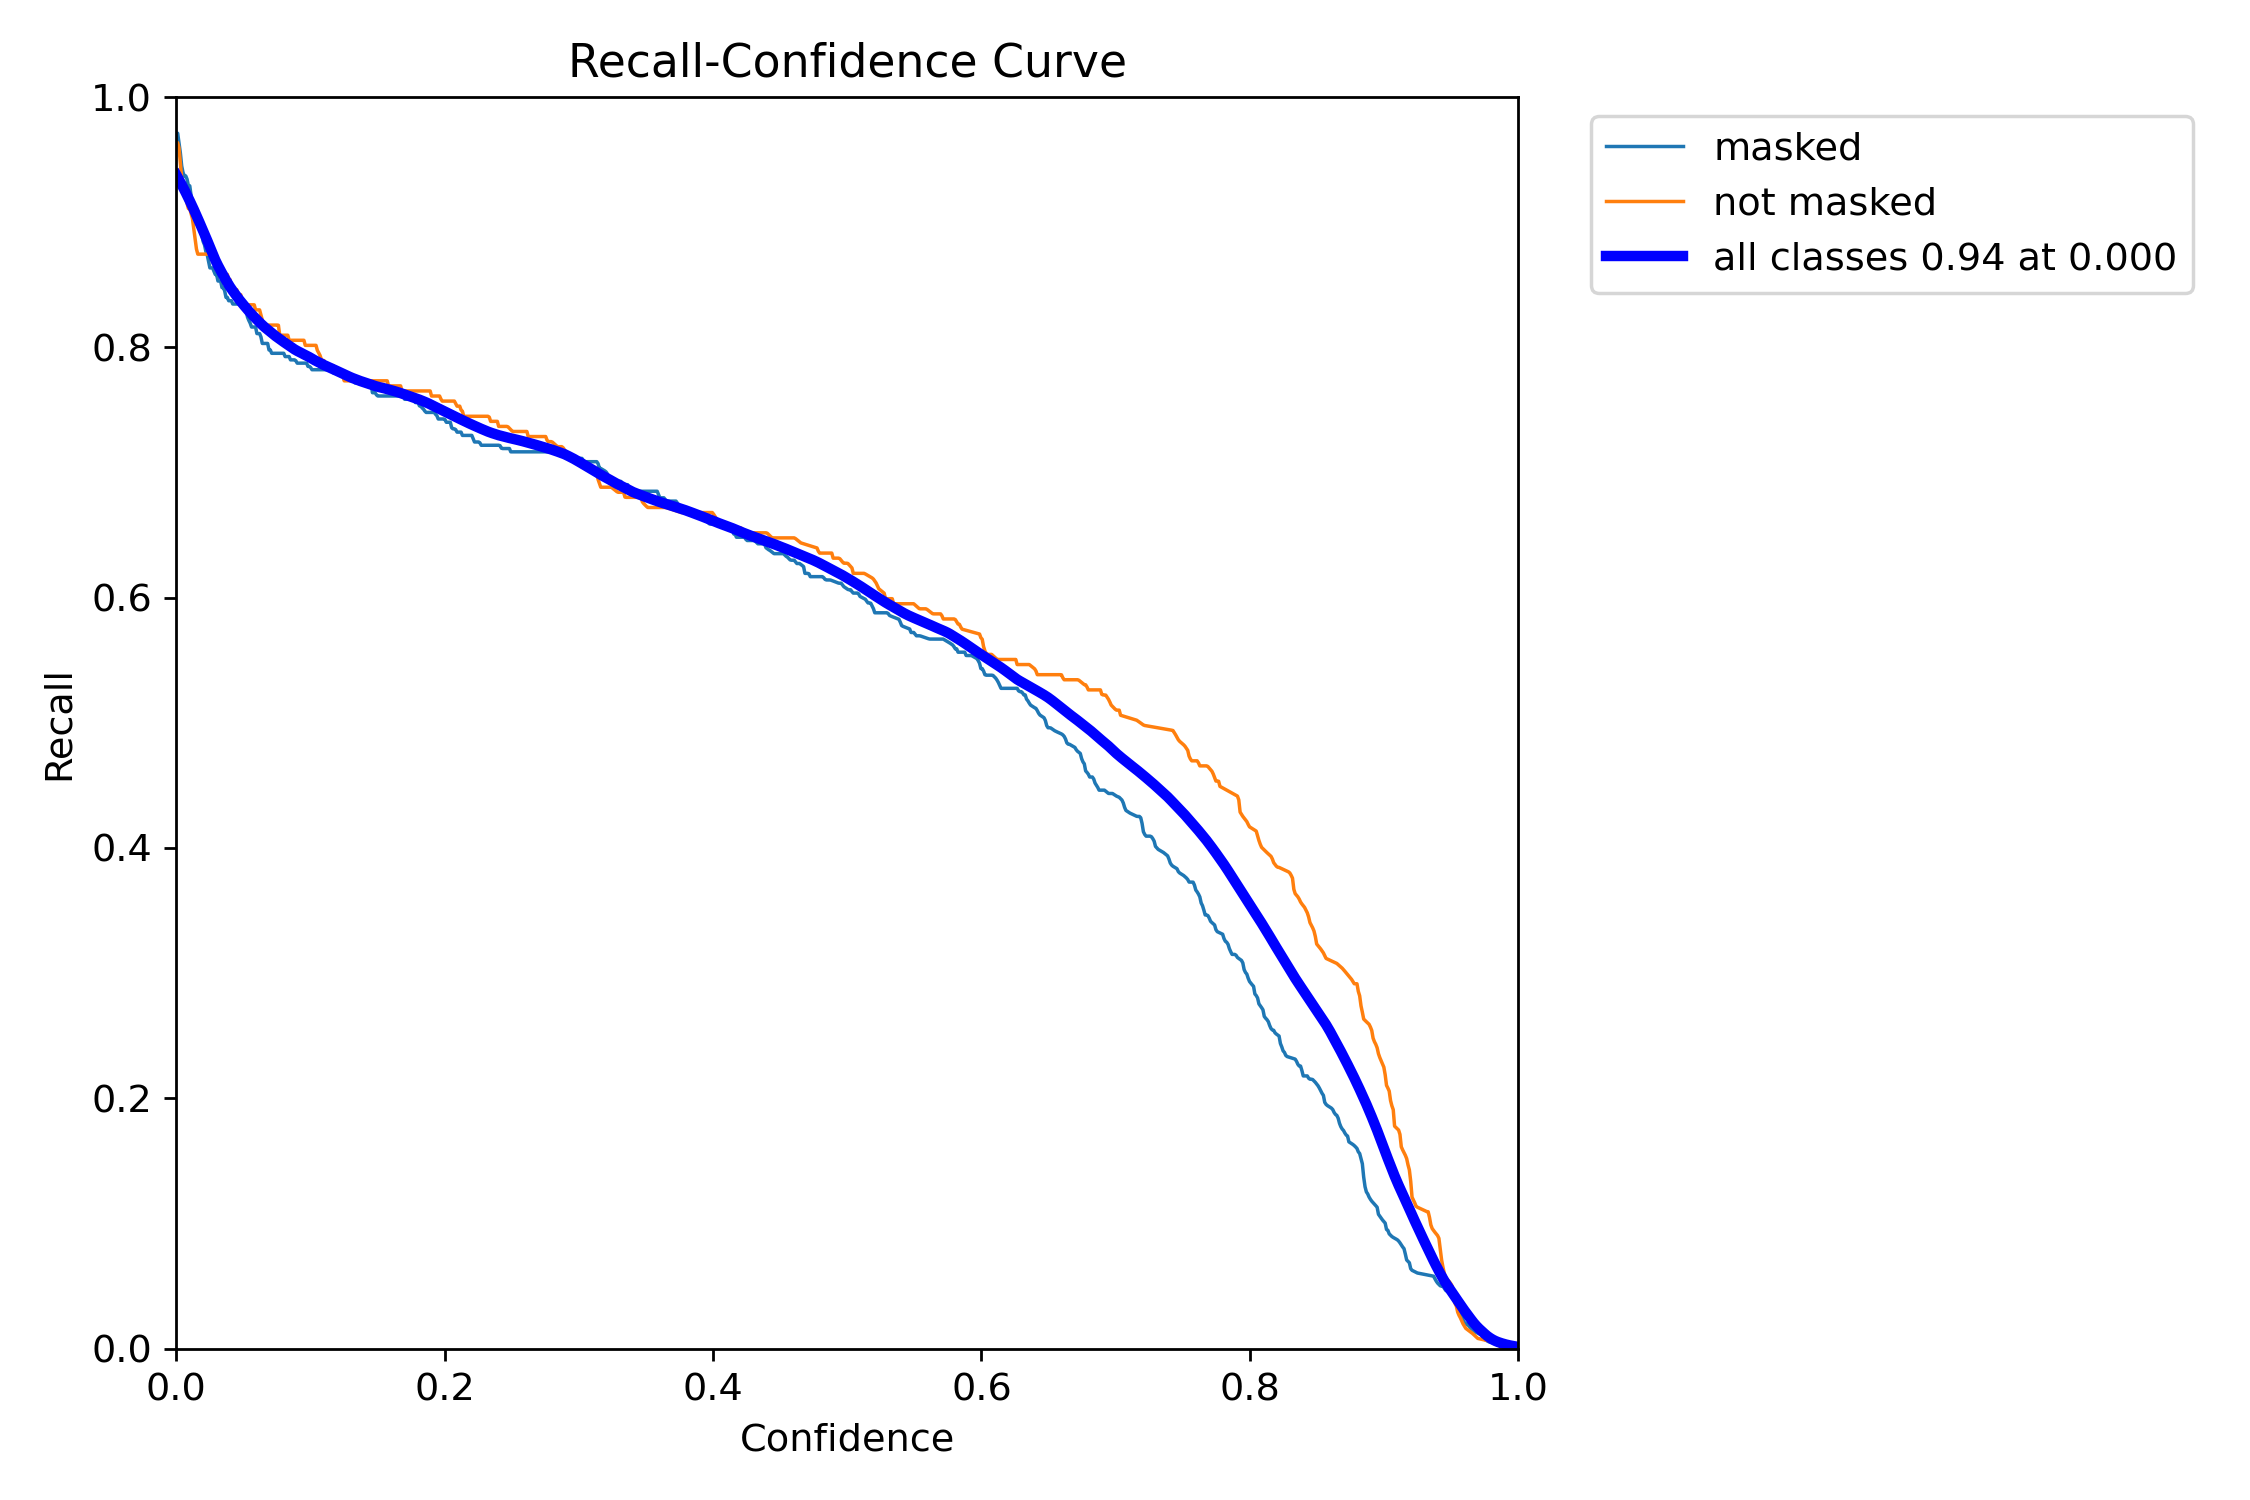 Recall-Confidence Curve
1.0
0.8
0.6
0.4
0.2
0.0
Recall
0.0 0.2 0.4 0.6 0.8 1.0
Confidence
masked
not masked
all classes 0.94 at 0.000